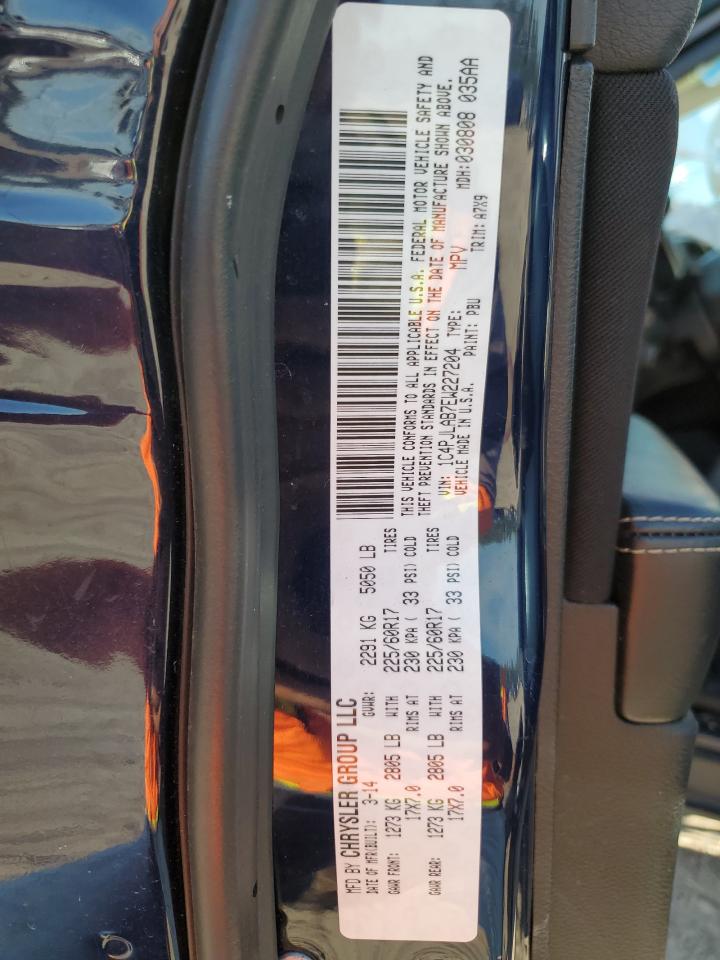 MFD BY CHRYSLER GROUP LLC
DATE OF MFR(BUILT): 3-14 GVWR: 2291 KG 5050 LB
GAWR FRONT: 1273 KG 2805 LB WITH 225/60R17 TIRES
17X7.0 RIMS AT 230 KPA ( 33 PSI) COLD
GAWR REAR: 1273 KG 2805 LB WITH 225/60R17 TIRES
17X7.0 RIMS AT 230 KPA ( 33 PSI) COLD
THIS VEHICLE CONFORMS TO ALL APPLICABLE U.S.A. FEDERAL MOTOR VEHICLE SAFETY AND
THEFT PREVENTION STANDARDS IN EFFECT ON THE DATE OF MANUFACTURE SHOWN ABOVE.
VIN: 1C4PJLAB7EW227204 TYPE: MPV MDH:030808 035AA
VEHICLE MADE IN U.S.A. PAINT: PBU TRIM: A7X9